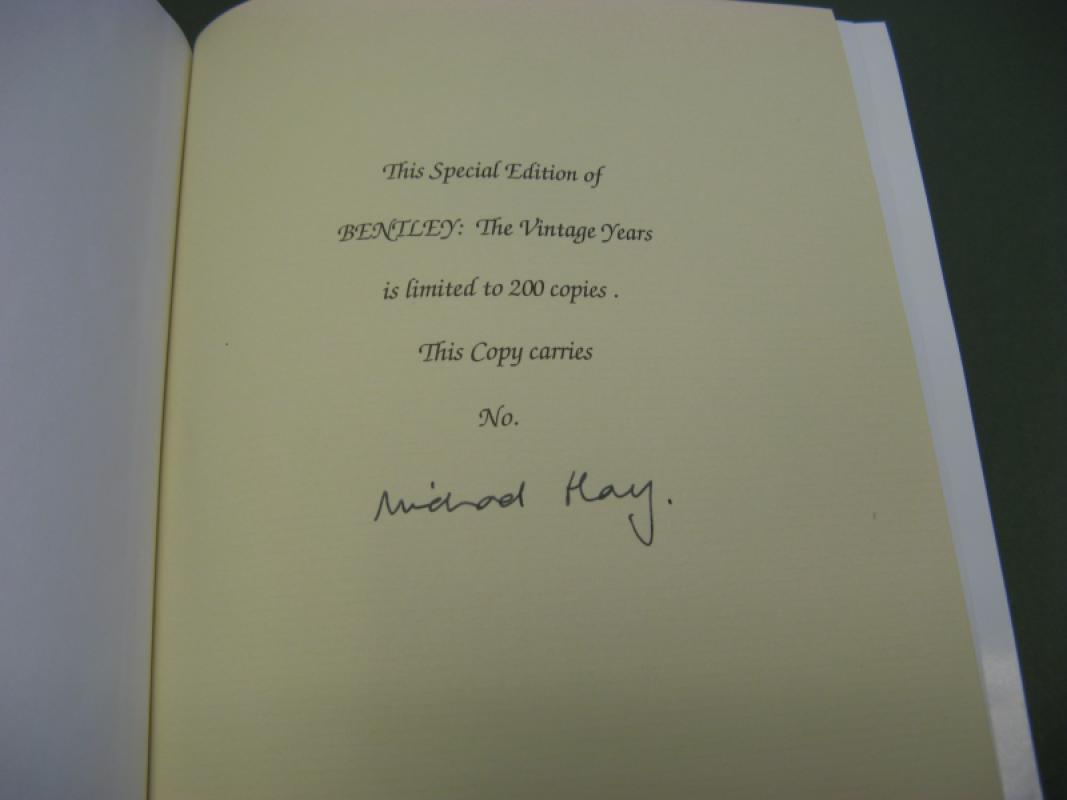 This Special Edition of
BENTLEY: The Vintage Years
is limited to 200 copies .
This Copy carries
No.
Michael Hay.